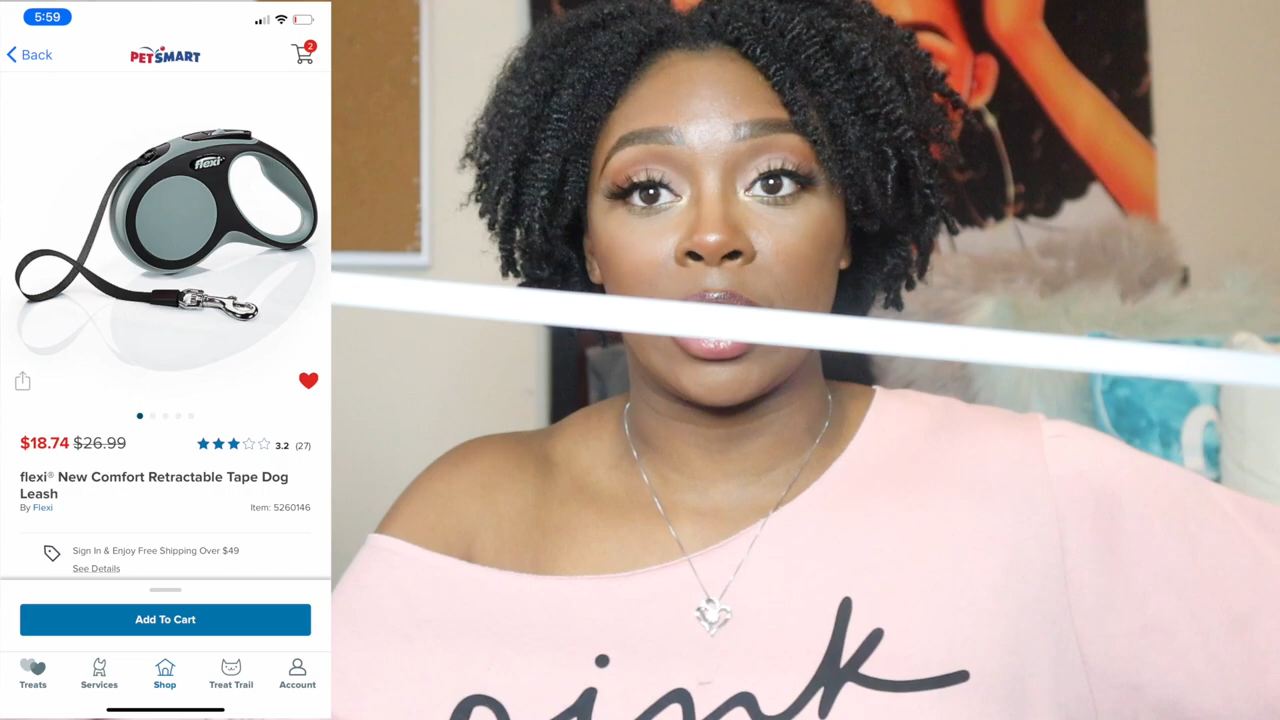 5:59
Back
PETSMART
2
flexi
$18.74 $26.99
3.2 (27)
flexi® New Comfort Retractable Tape Dog
Leash
By Flexi
Item: 5260146
Sign In & Enjoy Free Shipping Over $49
See Details
Add To Cart
Treats
Services
Shop
Treat Trail
Account
pink